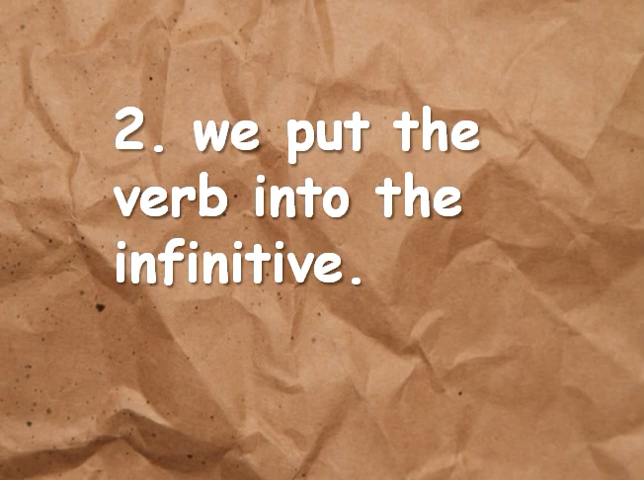 2. we put the
verb into the
infinitive.